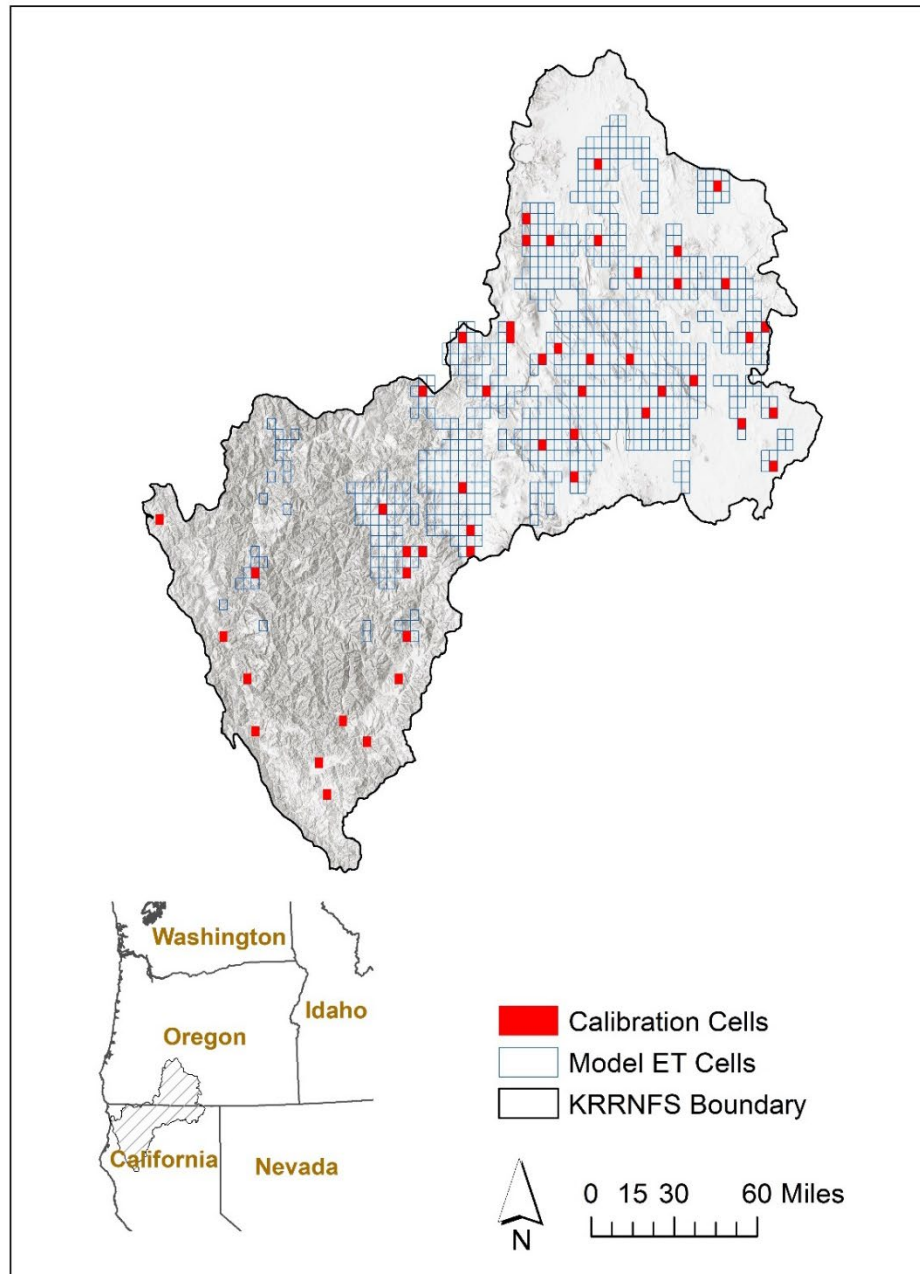 Washington
Idaho
Oregon
California
Nevada
Calibration Cells
Model ET Cells
KRRNFS Boundary
N
0 15 30 60 Miles